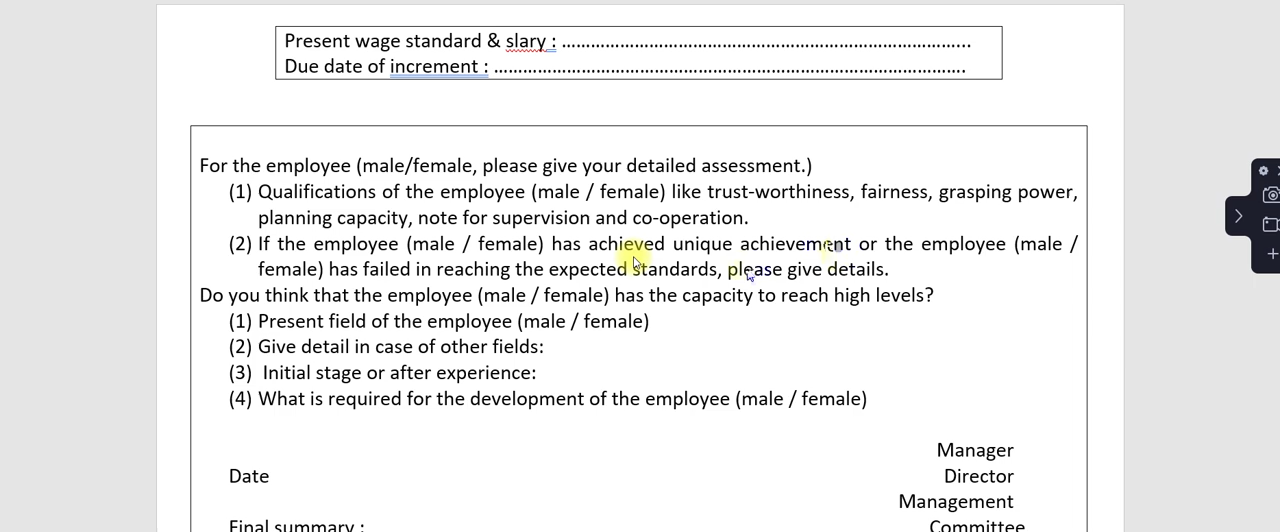 Present wage standard & slary : ……………………………………………………………………………...
Due date of increment : …………………………………………………………………………………….
For the employee (male/female, please give your detailed assessment.)
(1) Qualifications of the employee (male / female) like trust-worthiness, fairness, grasping power,
planning capacity, note for supervision and co-operation.
(2) If the employee (male / female) has achieved unique achievement or the employee (male /
female) has failed in reaching the expected standards, please give details.
Do you think that the employee (male / female) has the capacity to reach high levels?
(1) Present field of the employee (male / female)
(2) Give detail in case of other fields:
(3) Initial stage or after experience:
(4) What is required for the development of the employee (male / female)
Manager
Date Director
Management
Final summary : Committee